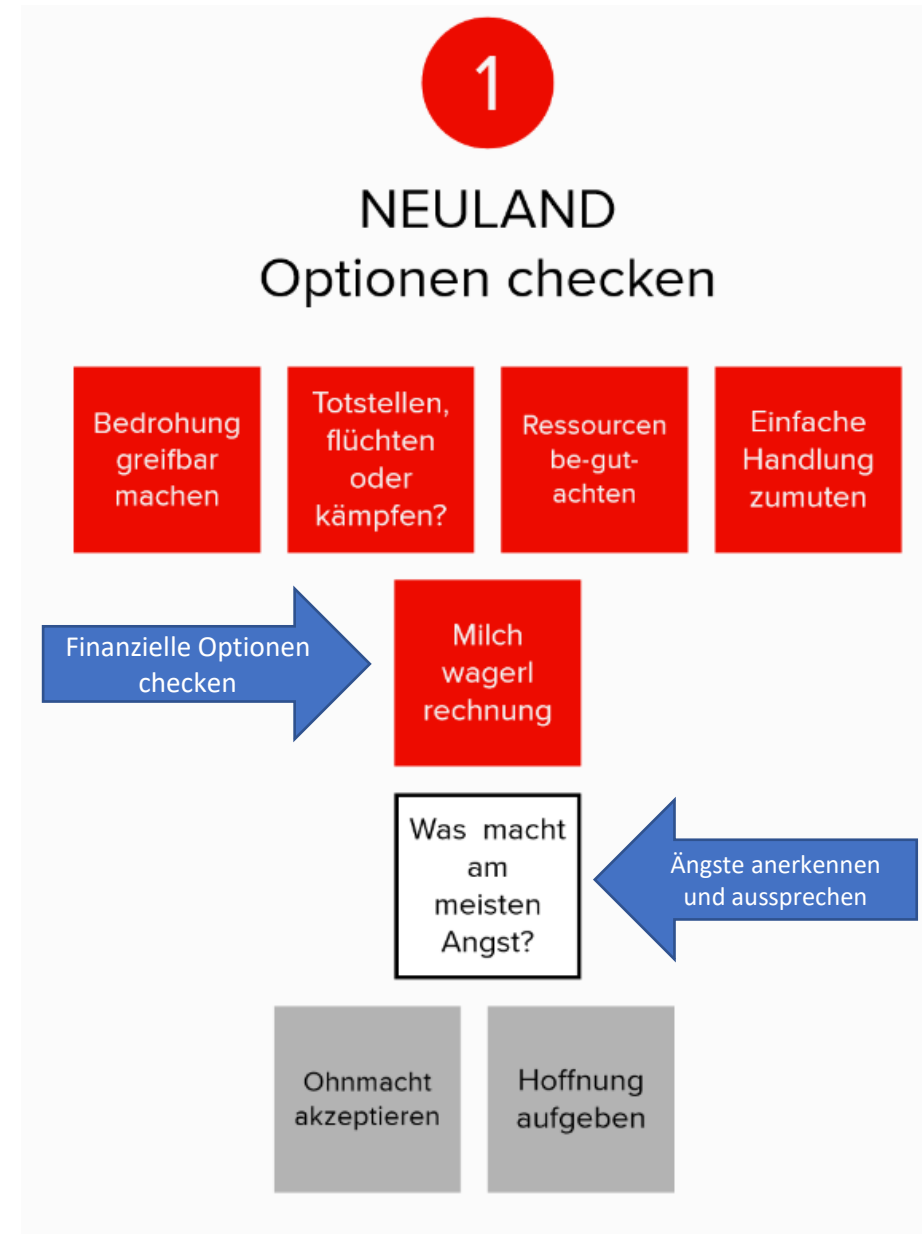 1
NEULAND
Optionen checken
Bedrohung
greifbar
machen
Totstellen,
flüchten
oder
kämpfen?
Ressourcen
be-gut-
achten
Einfache
Handlung
zumuten
Finanzielle Optionen
checken
Milch
wagerl
rechnung
Was macht
am
meisten
Angst?
Ängste anerkennen
und aussprechen
Ohnmacht
akzeptieren
Hoffnung
aufgeben